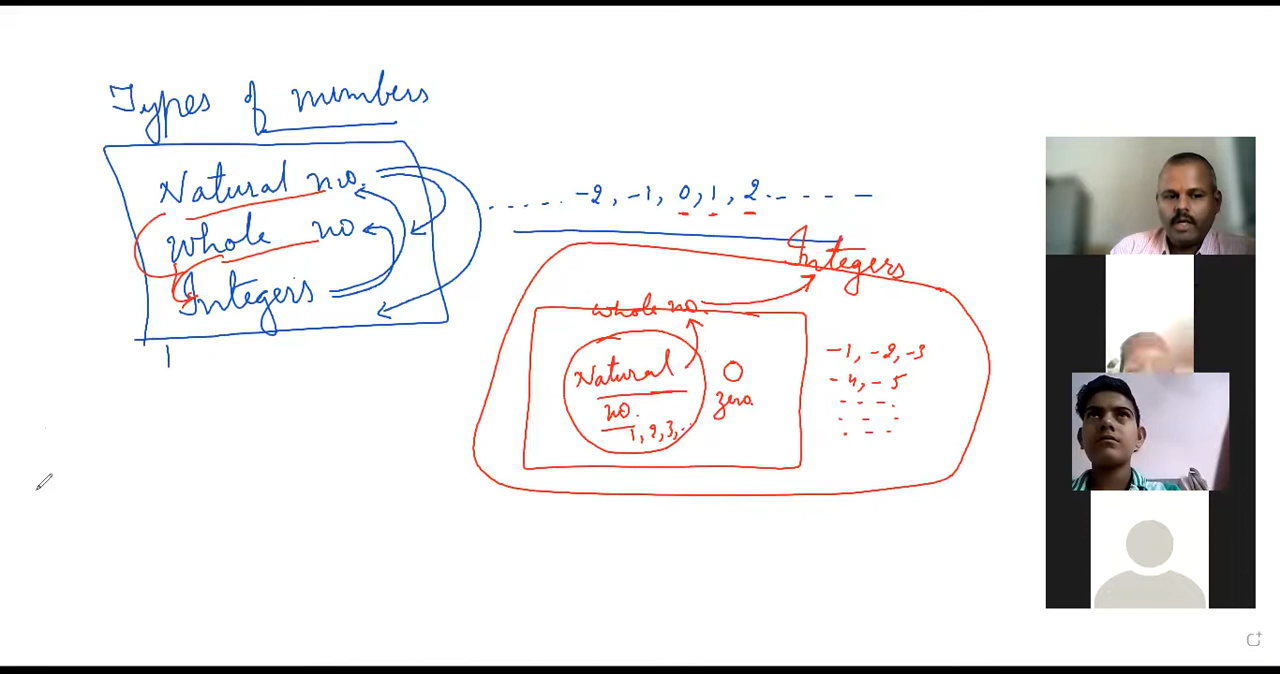 Types of numbers
Natural no.
Whole no
Integers
..... -2, -1, 0, 1, 2 . - - - -
Integers
Whole no.
Natural
no.
1, 2, 3, ..
0
zero.
-1, -2, -3
-4, -5